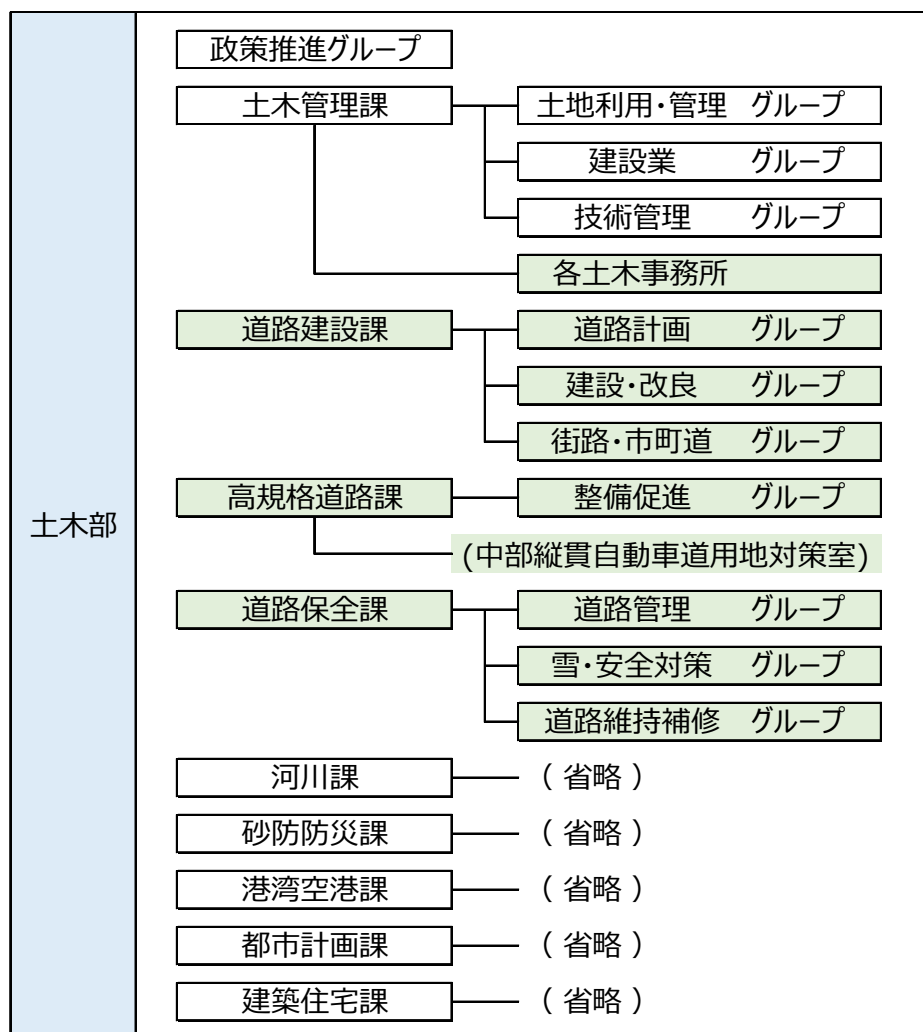 土木部
政策推進グループ
土木管理課
土地利用・管理 グループ
建設業 グループ
技術管理 グループ
各土木事務所
道路建設課
道路計画 グループ
建設・改良 グループ
街路・市町道 グループ
高規格道路課
整備促進 グループ
(中部縦貫自動車道用地対策室)
道路保全課
道路管理 グループ
雪・安全対策 グループ
道路維持補修 グループ
河川課 ( 省略 )
砂防防災課 ( 省略 )
港湾空港課 ( 省略 )
都市計画課 ( 省略 )
建築住宅課 ( 省略 )